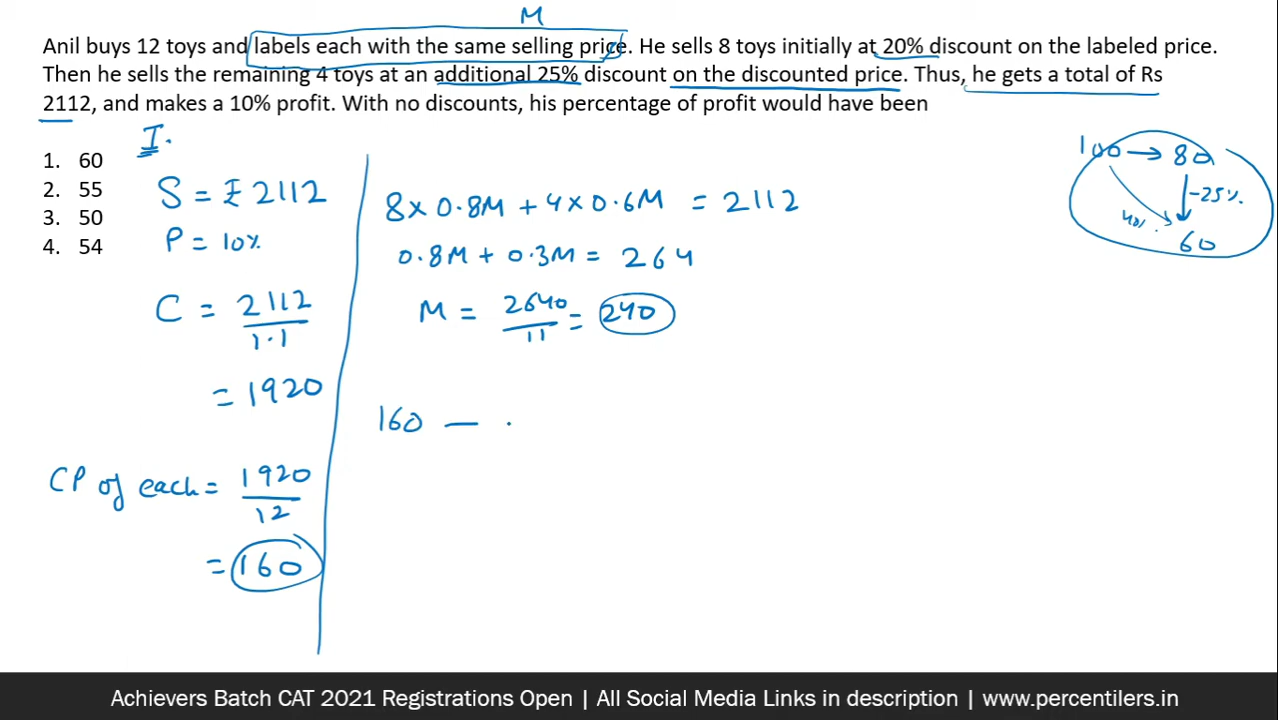 M
Anil buys 12 toys and labels each with the same selling price. He sells 8 toys initially at 20% discount on the labeled price.
Then he sells the remaining 4 toys at an additional 25% discount on the discounted price. Thus, he gets a total of Rs
2112, and makes a 10% profit. With no discounts, his percentage of profit would have been
1. 60
2. 55
3. 50
4. 54
I.
S = ₹ 2112
P = 10%
C = 2112
1.1
= 1920
CP of each = 1920
12
= 160
8 x 0.8M + 4 x 0.6M = 2112
0.8M + 0.3M = 264
M = 2640
11
= 240
160 — .
100 → 80
-25%.
40%.
60
Achievers Batch CAT 2021 Registrations Open | All Social Media Links in description | www.percentilers.in